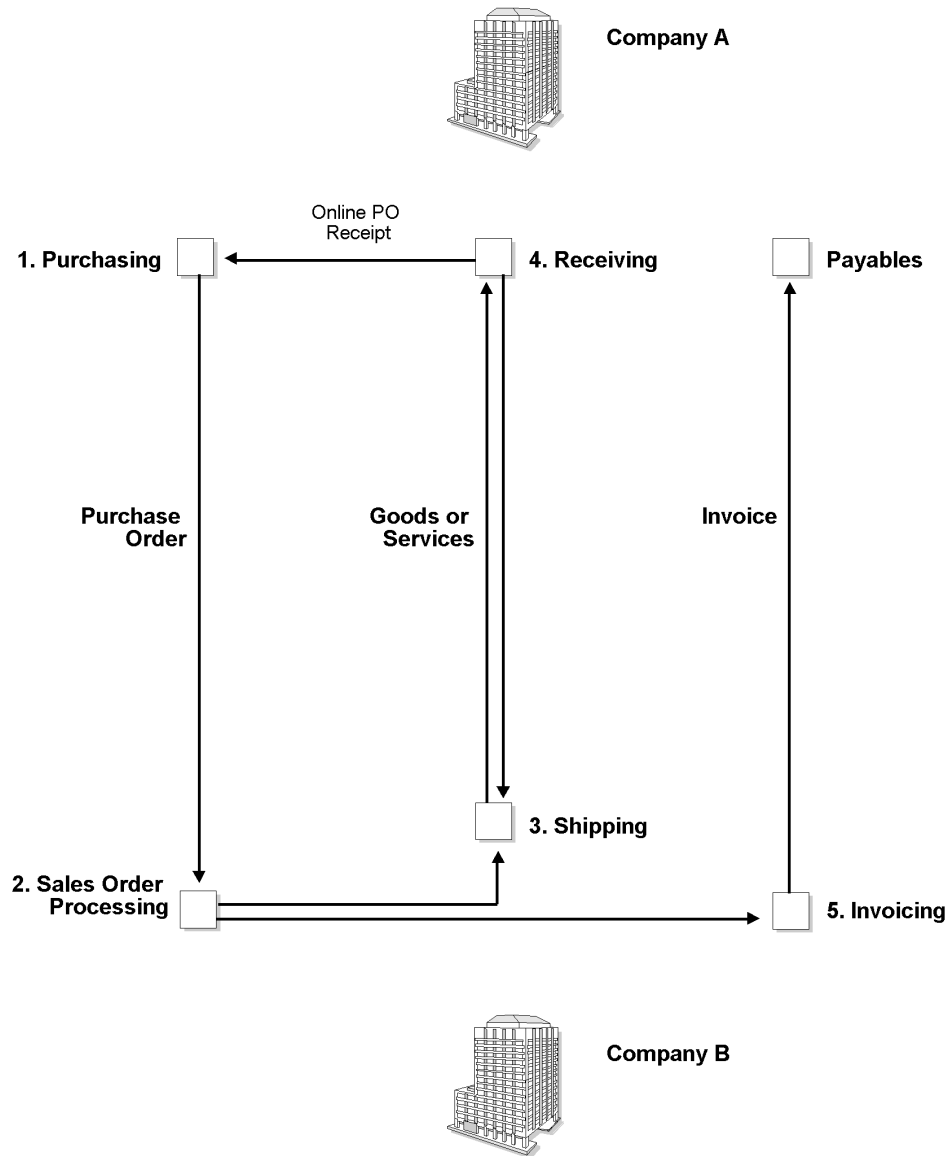 Company A
Online PO
Receipt
1. Purchasing
4. Receiving
Payables
Purchase
Order
Goods or
Services
Invoice
3. Shipping
2. Sales Order
Processing
5. Invoicing
Company B